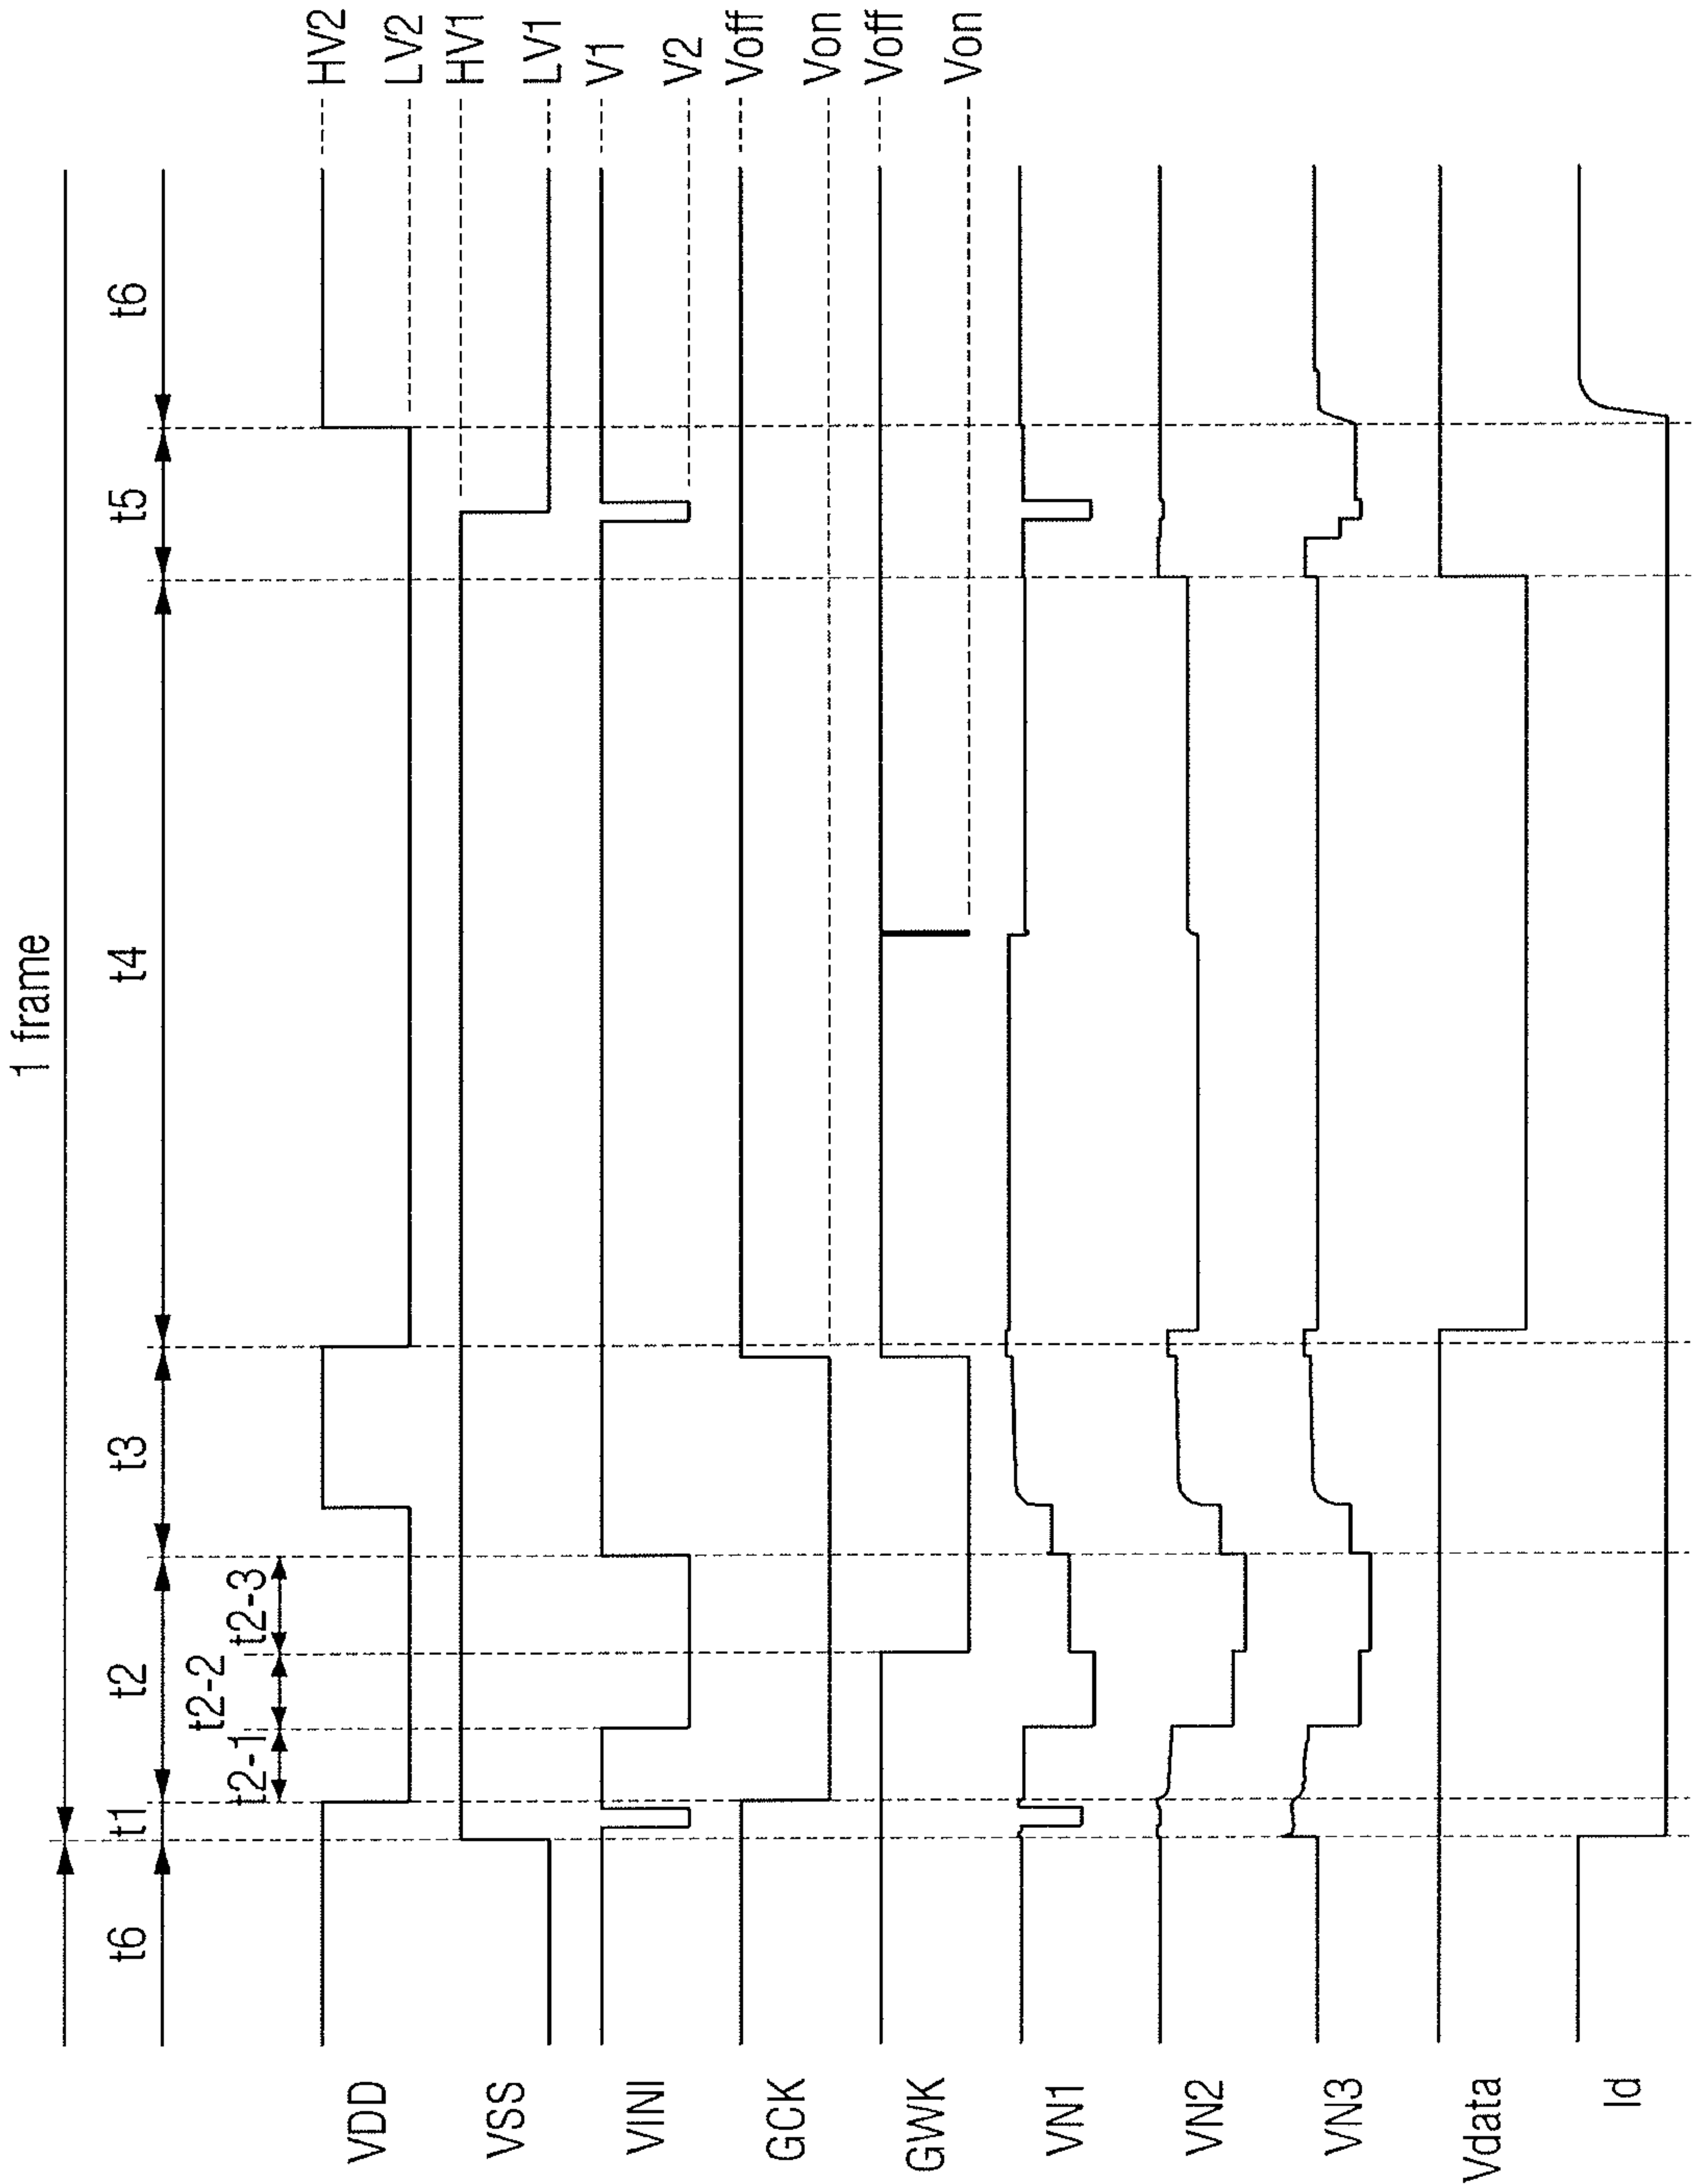 1 frame
t6
t1
t2
t3
t4
t5
t6
t2-1
t2-2
t2-3
VDD
HV2
LV2
VSS
HV1
LV1
VINI
V1
V2
GCK
Voff
Von
GWK
Voff
Von
VN1
VN2
VN3
Vdata
Id